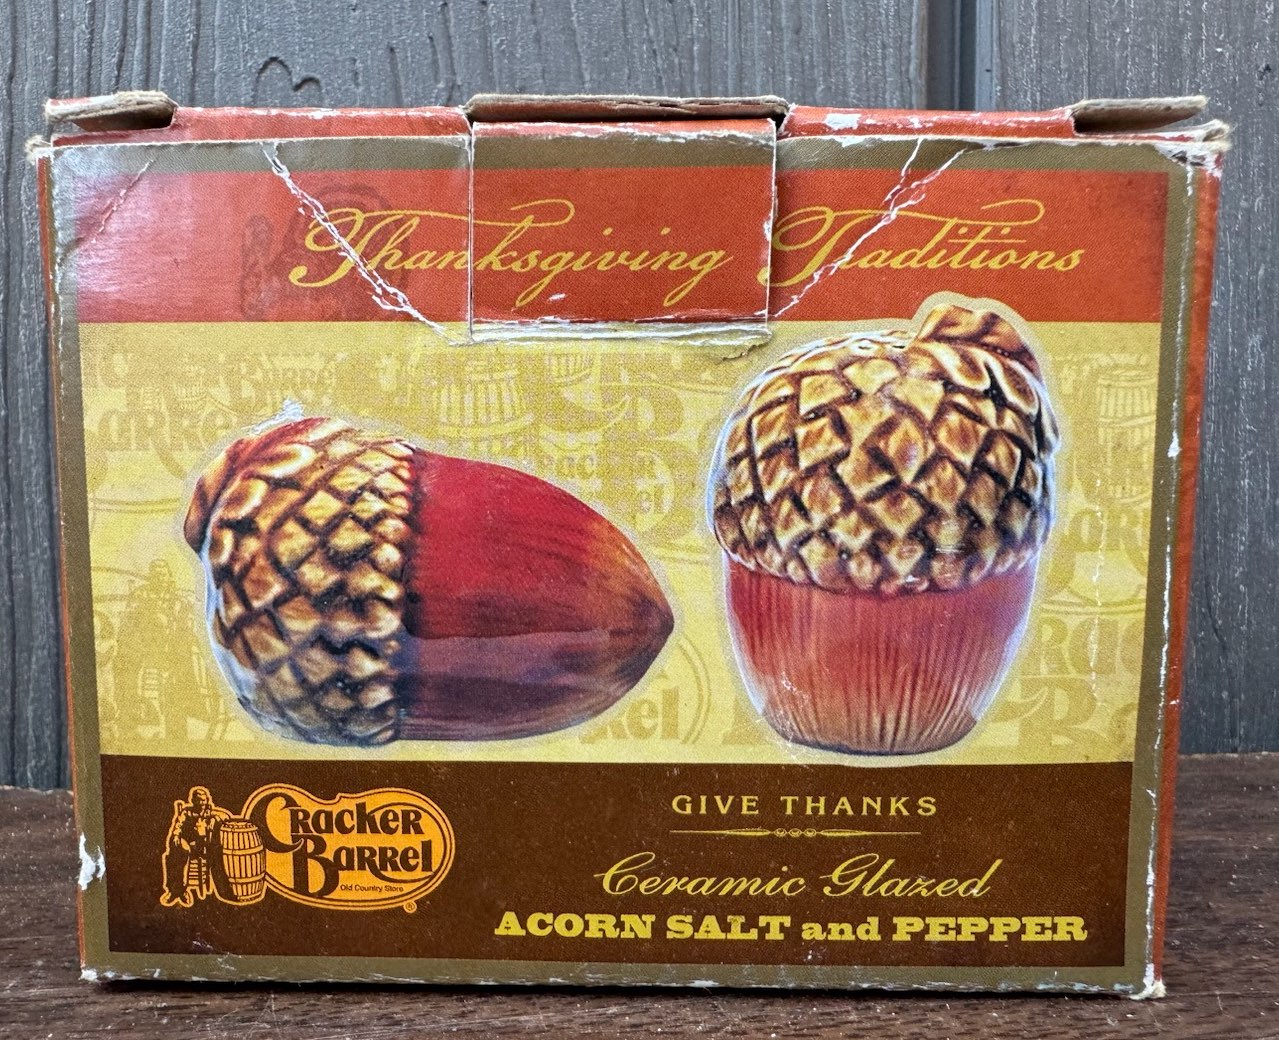 Thanksgiving Traditions
GIVE THANKS
Ceramic Glazed
ACORN SALT and PEPPER
Cracker
Barrel
Old Country Store
®